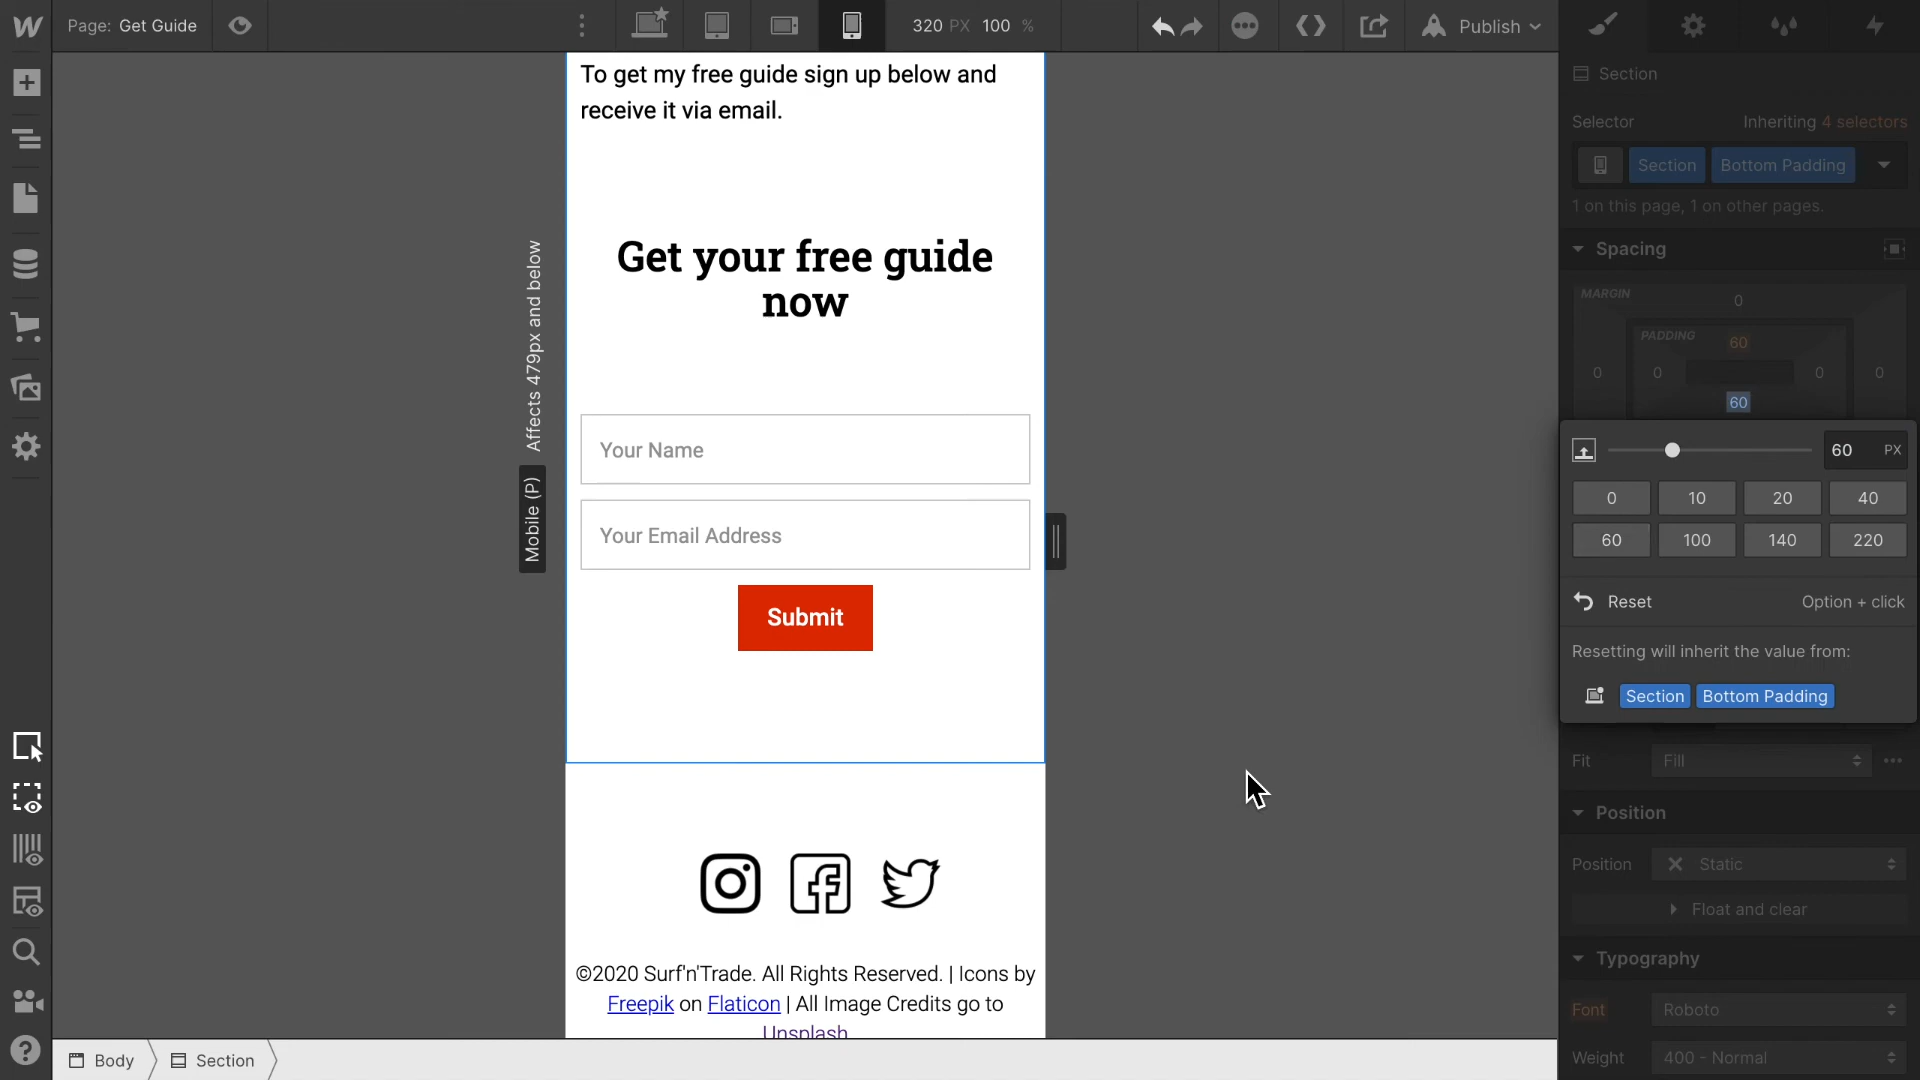 Page: Get Guide
320 PX 100 %
Publish
To get my free guide sign up below and
receive it via email.
Get your free guide
now
Your Name
Your Email Address
Submit
Affects 479px and below
Mobile (P)
©2020 Surf'n'Trade. All Rights Reserved. | Icons by
Freepik on Flaticon | All Image Credits go to
Unsplash
Body
Section
Section
Selector
Inheriting 4 selectors
Section
Bottom Padding
1 on this page, 1 on other pages.
Spacing
MARGIN
0
PADDING
60
0 0 0 0
60
60 PX
0 10 20 40
60 100 140 220
Reset
Option + click
Resetting will inherit the value from:
Section
Bottom Padding
Fit
Fill
Position
Position
Static
Float and clear
Typography
Font
Roboto
Weight
400 - Normal